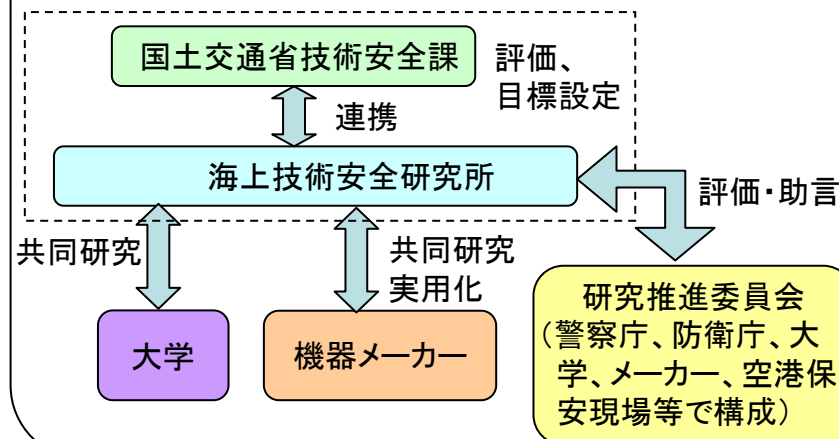 国土交通省技術安全課
評価、
目標設定
連携
海上技術安全研究所
評価・助言
共同研究
共同研究
実用化
大学
機器メーカー
研究推進委員会
（警察庁、防衛庁、大
学、メーカー、空港保
安現場等で構成）